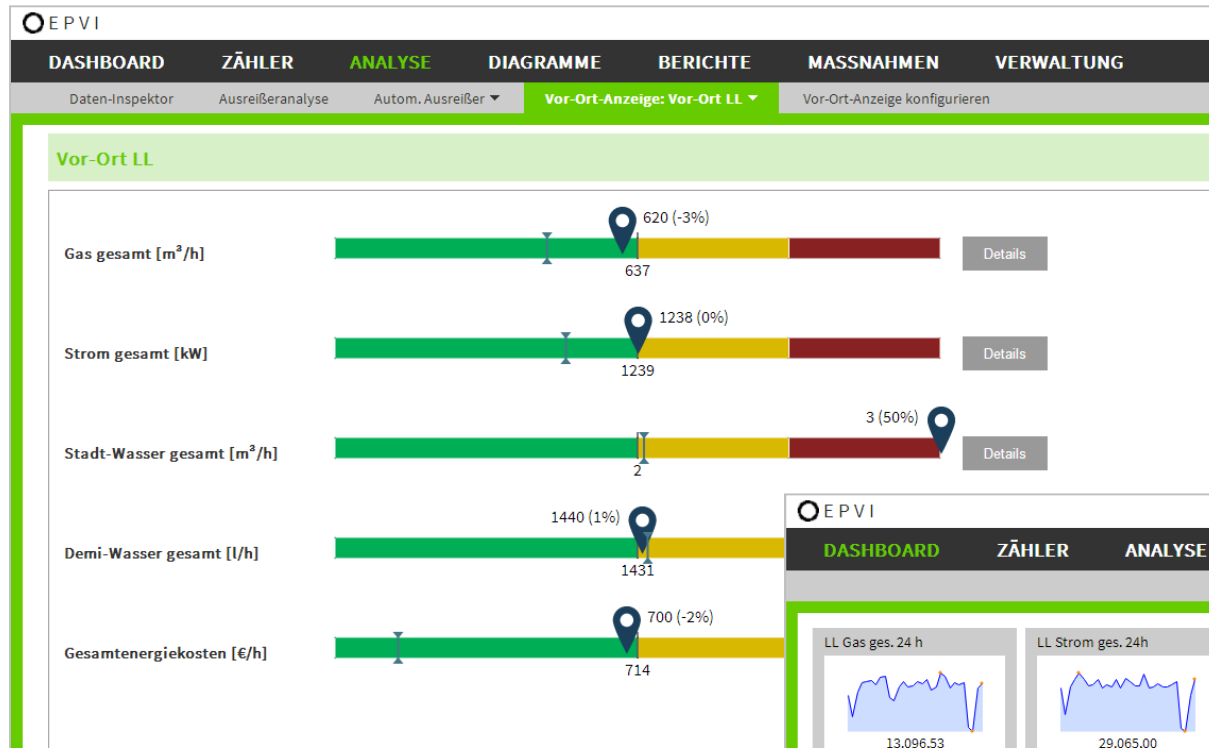 EPVI
DASHBOARD ZÄHLER ANALYSE DIAGRAMME BERICHTE MASSNAHMEN VERWALTUNG
Daten-Inspektor Ausreißeranalyse Autom. Ausreißer Vor-Ort-Anzeige: Vor-Ort LL Vor-Ort-Anzeige konfigurieren
Vor-Ort LL
620 (-3%)
Gas gesamt [m³/h] Details
637
1238 (0%)
Strom gesamt [kW] Details
1239
3 (50%)
Stadt-Wasser gesamt [m³/h] Details
2
1440 (1%)
Demi-Wasser gesamt [l/h]
1431
700 (-2%)
Gesamtenergiekosten [€/h]
714
EPVI
DASHBOARD ZÄHLER ANALYSE
LL Gas ges. 24 h LL Strom ges. 24h
13.096,53 29.065,00